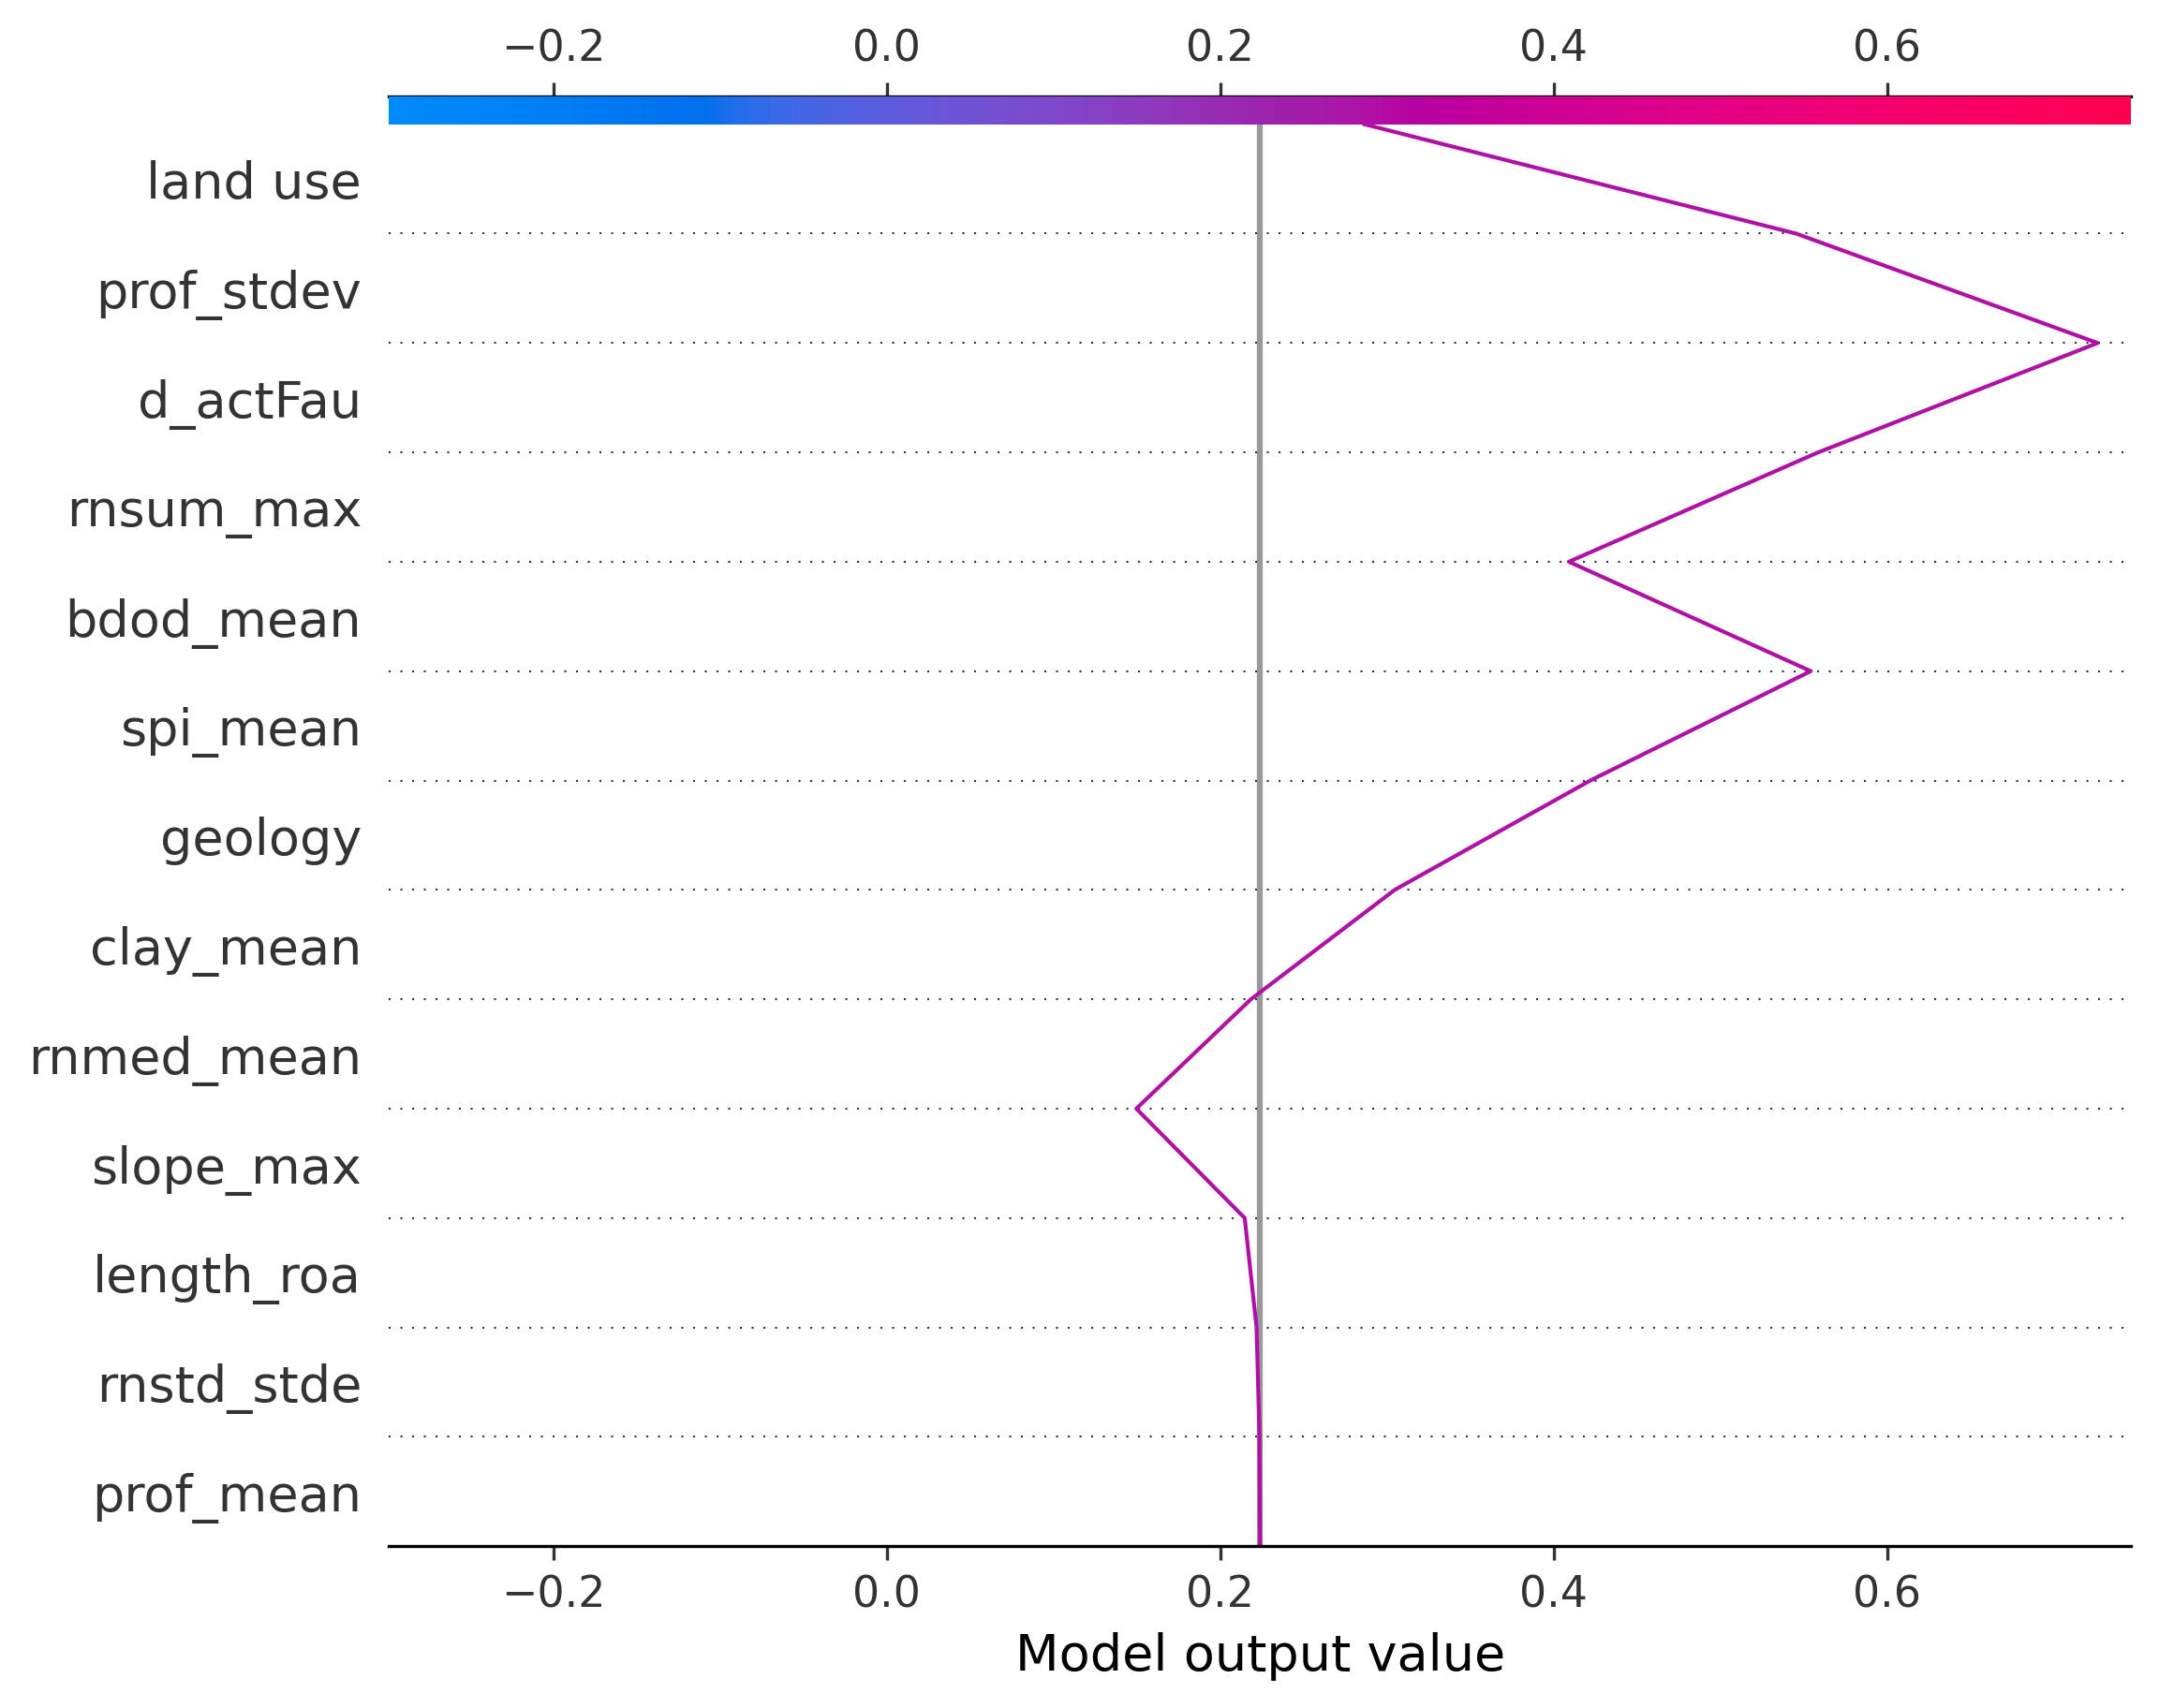 −0.2 0.0 0.2 0.4 0.6
land use
prof_stdev
d_actFau
rnsum_max
bdod_mean
spi_mean
geology
clay_mean
rnmed_mean
slope_max
length_roa
rnstd_stde
prof_mean
−0.2 0.0 0.2 0.4 0.6
Model output value